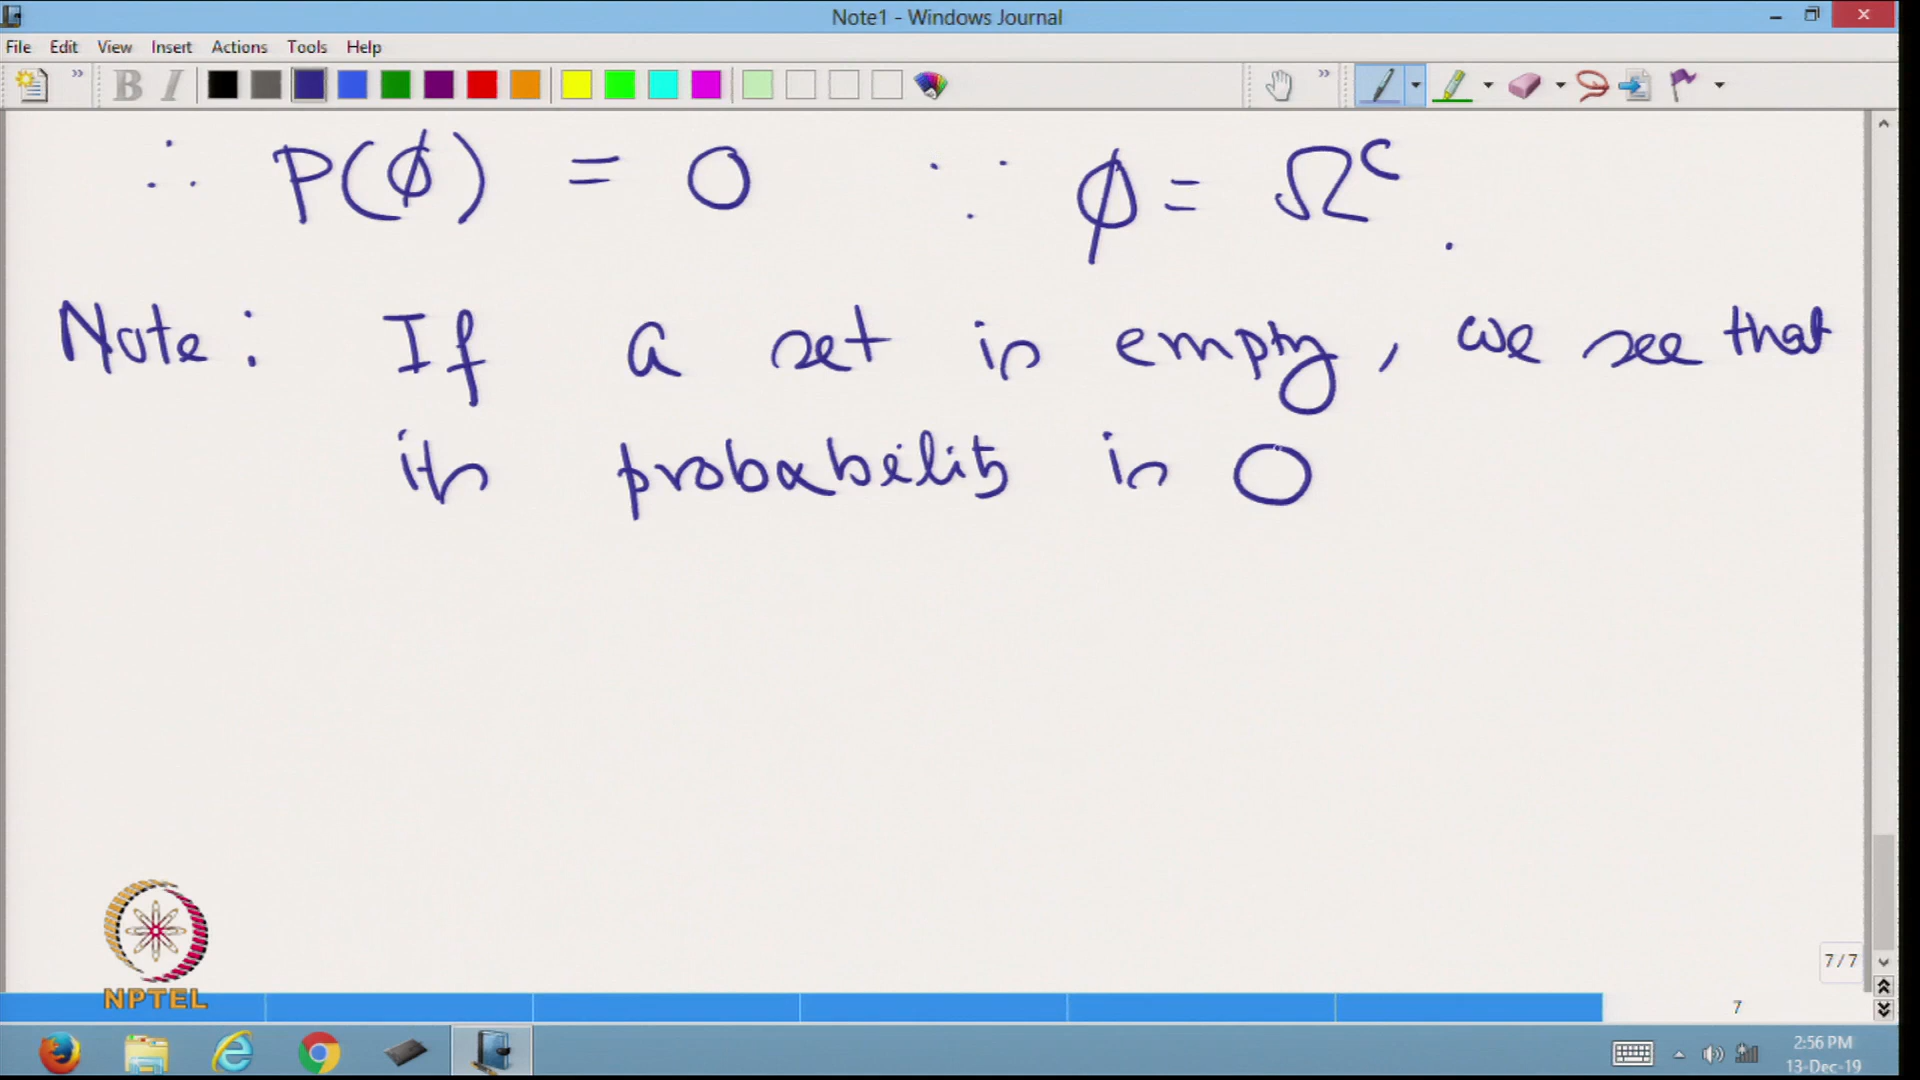 Note1 - Windows Journal
File Edit View Insert Actions Tools Help
B I
∴ P(∅) = 0 ∵ ∅ = Ω^c .
Note: If a set is empty, we see that
its probability is 0
7 / 7
NPTEL
7
2:56 PM
13-Dec-19